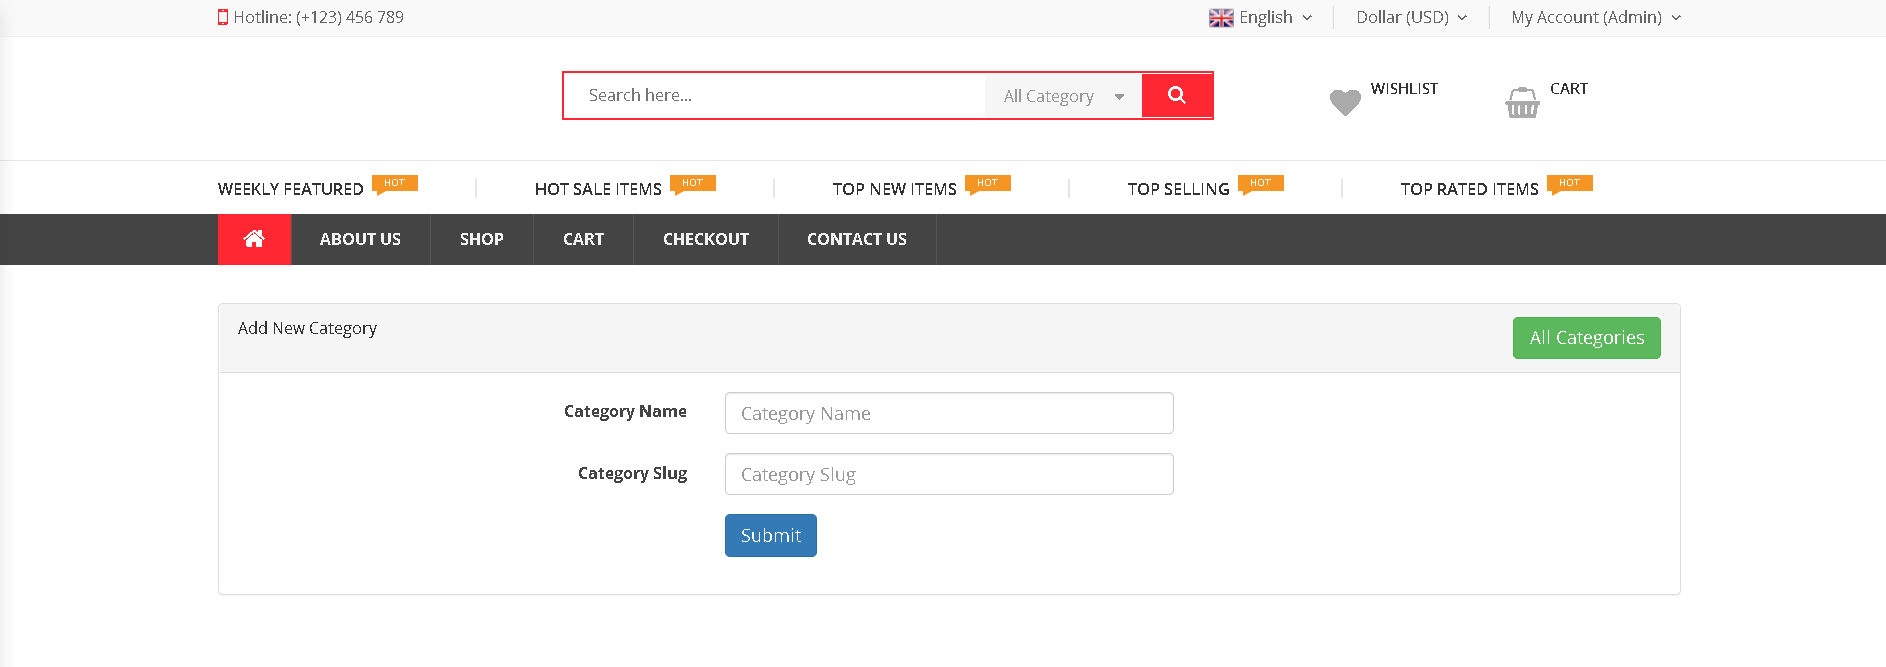 Hotline: (+123) 456 789
English
Dollar (USD)
My Account (Admin)
Search here...
All Category
WISHLIST
CART
WEEKLY FEATURED HOT
HOT SALE ITEMS HOT
TOP NEW ITEMS HOT
TOP SELLING HOT
TOP RATED ITEMS HOT
ABOUT US
SHOP
CART
CHECKOUT
CONTACT US
Add New Category
All Categories
Category Name
Category Name
Category Slug
Category Slug
Submit